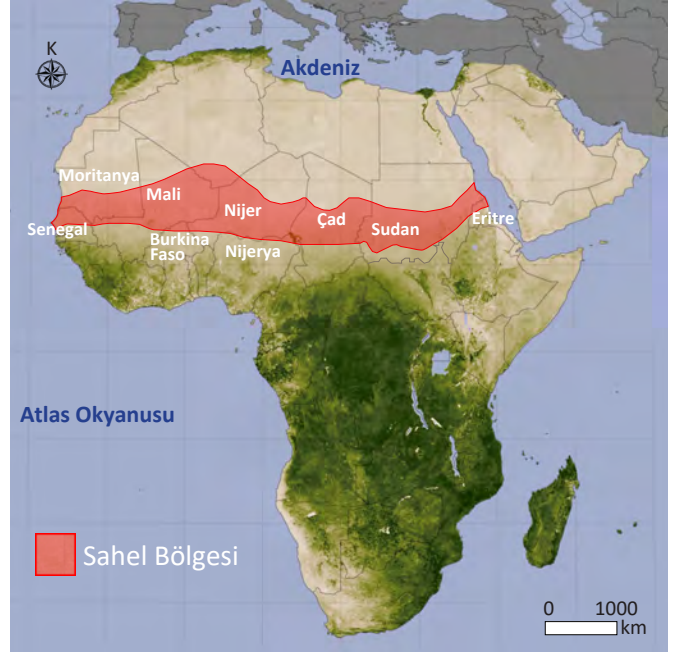 K
Akdeniz
Moritanya
Mali
Nijer
Çad
Sudan
Eritre
Senegal
Burkina
Faso
Nijerya
Atlas Okyanusu
Sahel Bölgesi
0 1000
km